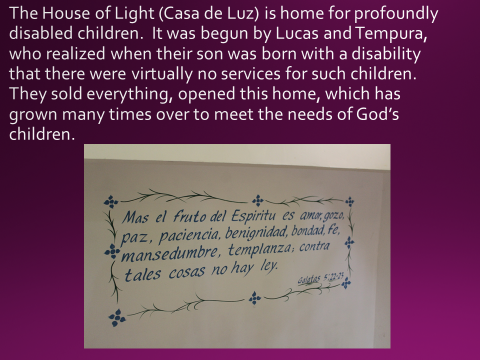 The House of Light (Casa de Luz) is home for profoundly
disabled children.  It was begun by Lucas and Tempura,
who realized when their son was born with a disability
that there were virtually no services for such children.
They sold everything, opened this home, which has
grown many times over to meet the needs of God's
children.
Mas el fruto del Espiritu es amor, gozo,
paz, paciencia, benignidad, bondad, fe,
mansedumbre, templanza; contra
tales cosas no hay ley.
Galatas 5:22-23